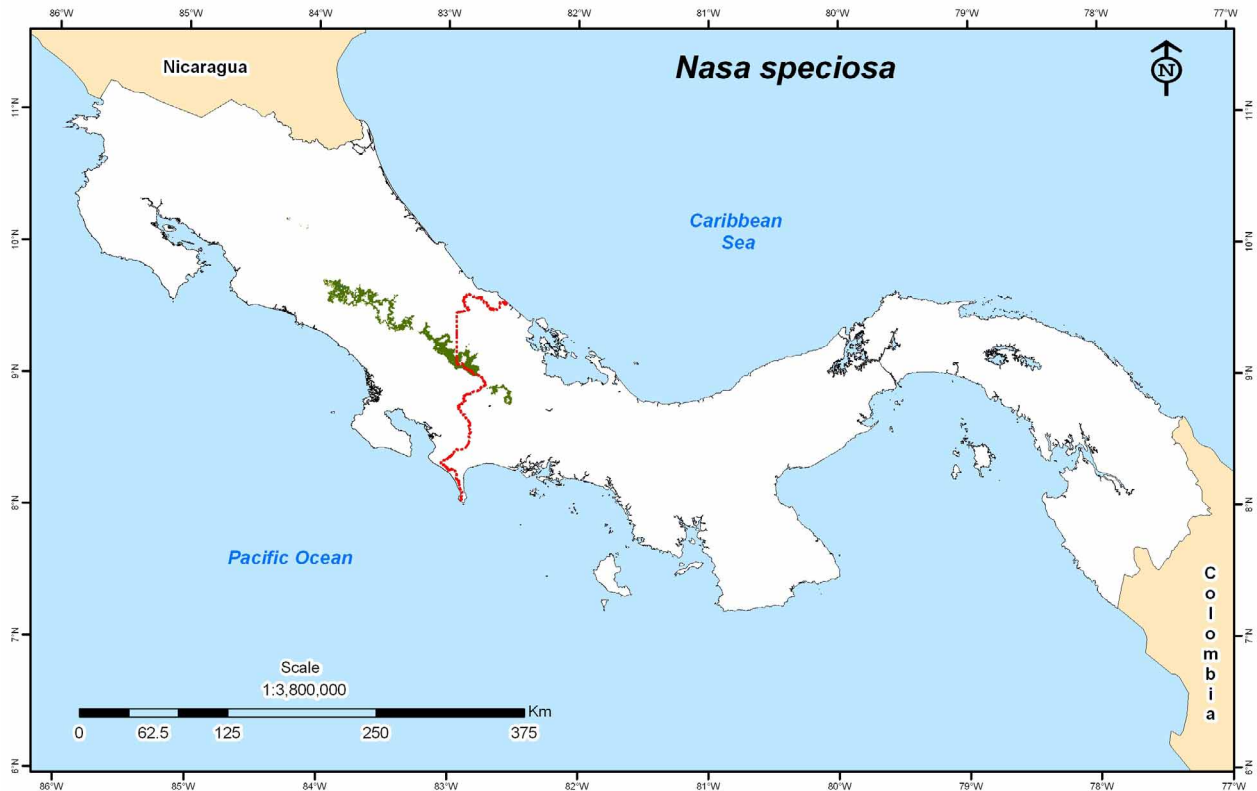 86°W 85°W 84°W 83°W 82°W 81°W 80°W 79°W 78°W 77°W
Nicaragua
Nasa speciosa
N
11°N 11°N
Caribbean
Sea
10°N 10°N
9°N 9°N
8°N 8°N
Pacific Ocean
Colombia
7°N 7°N
Scale
1:3,800,000
Km
0 62.5 125 250 375
6°N 6°N
86°W 85°W 84°W 83°W 82°W 81°W 80°W 79°W 78°W 77°W